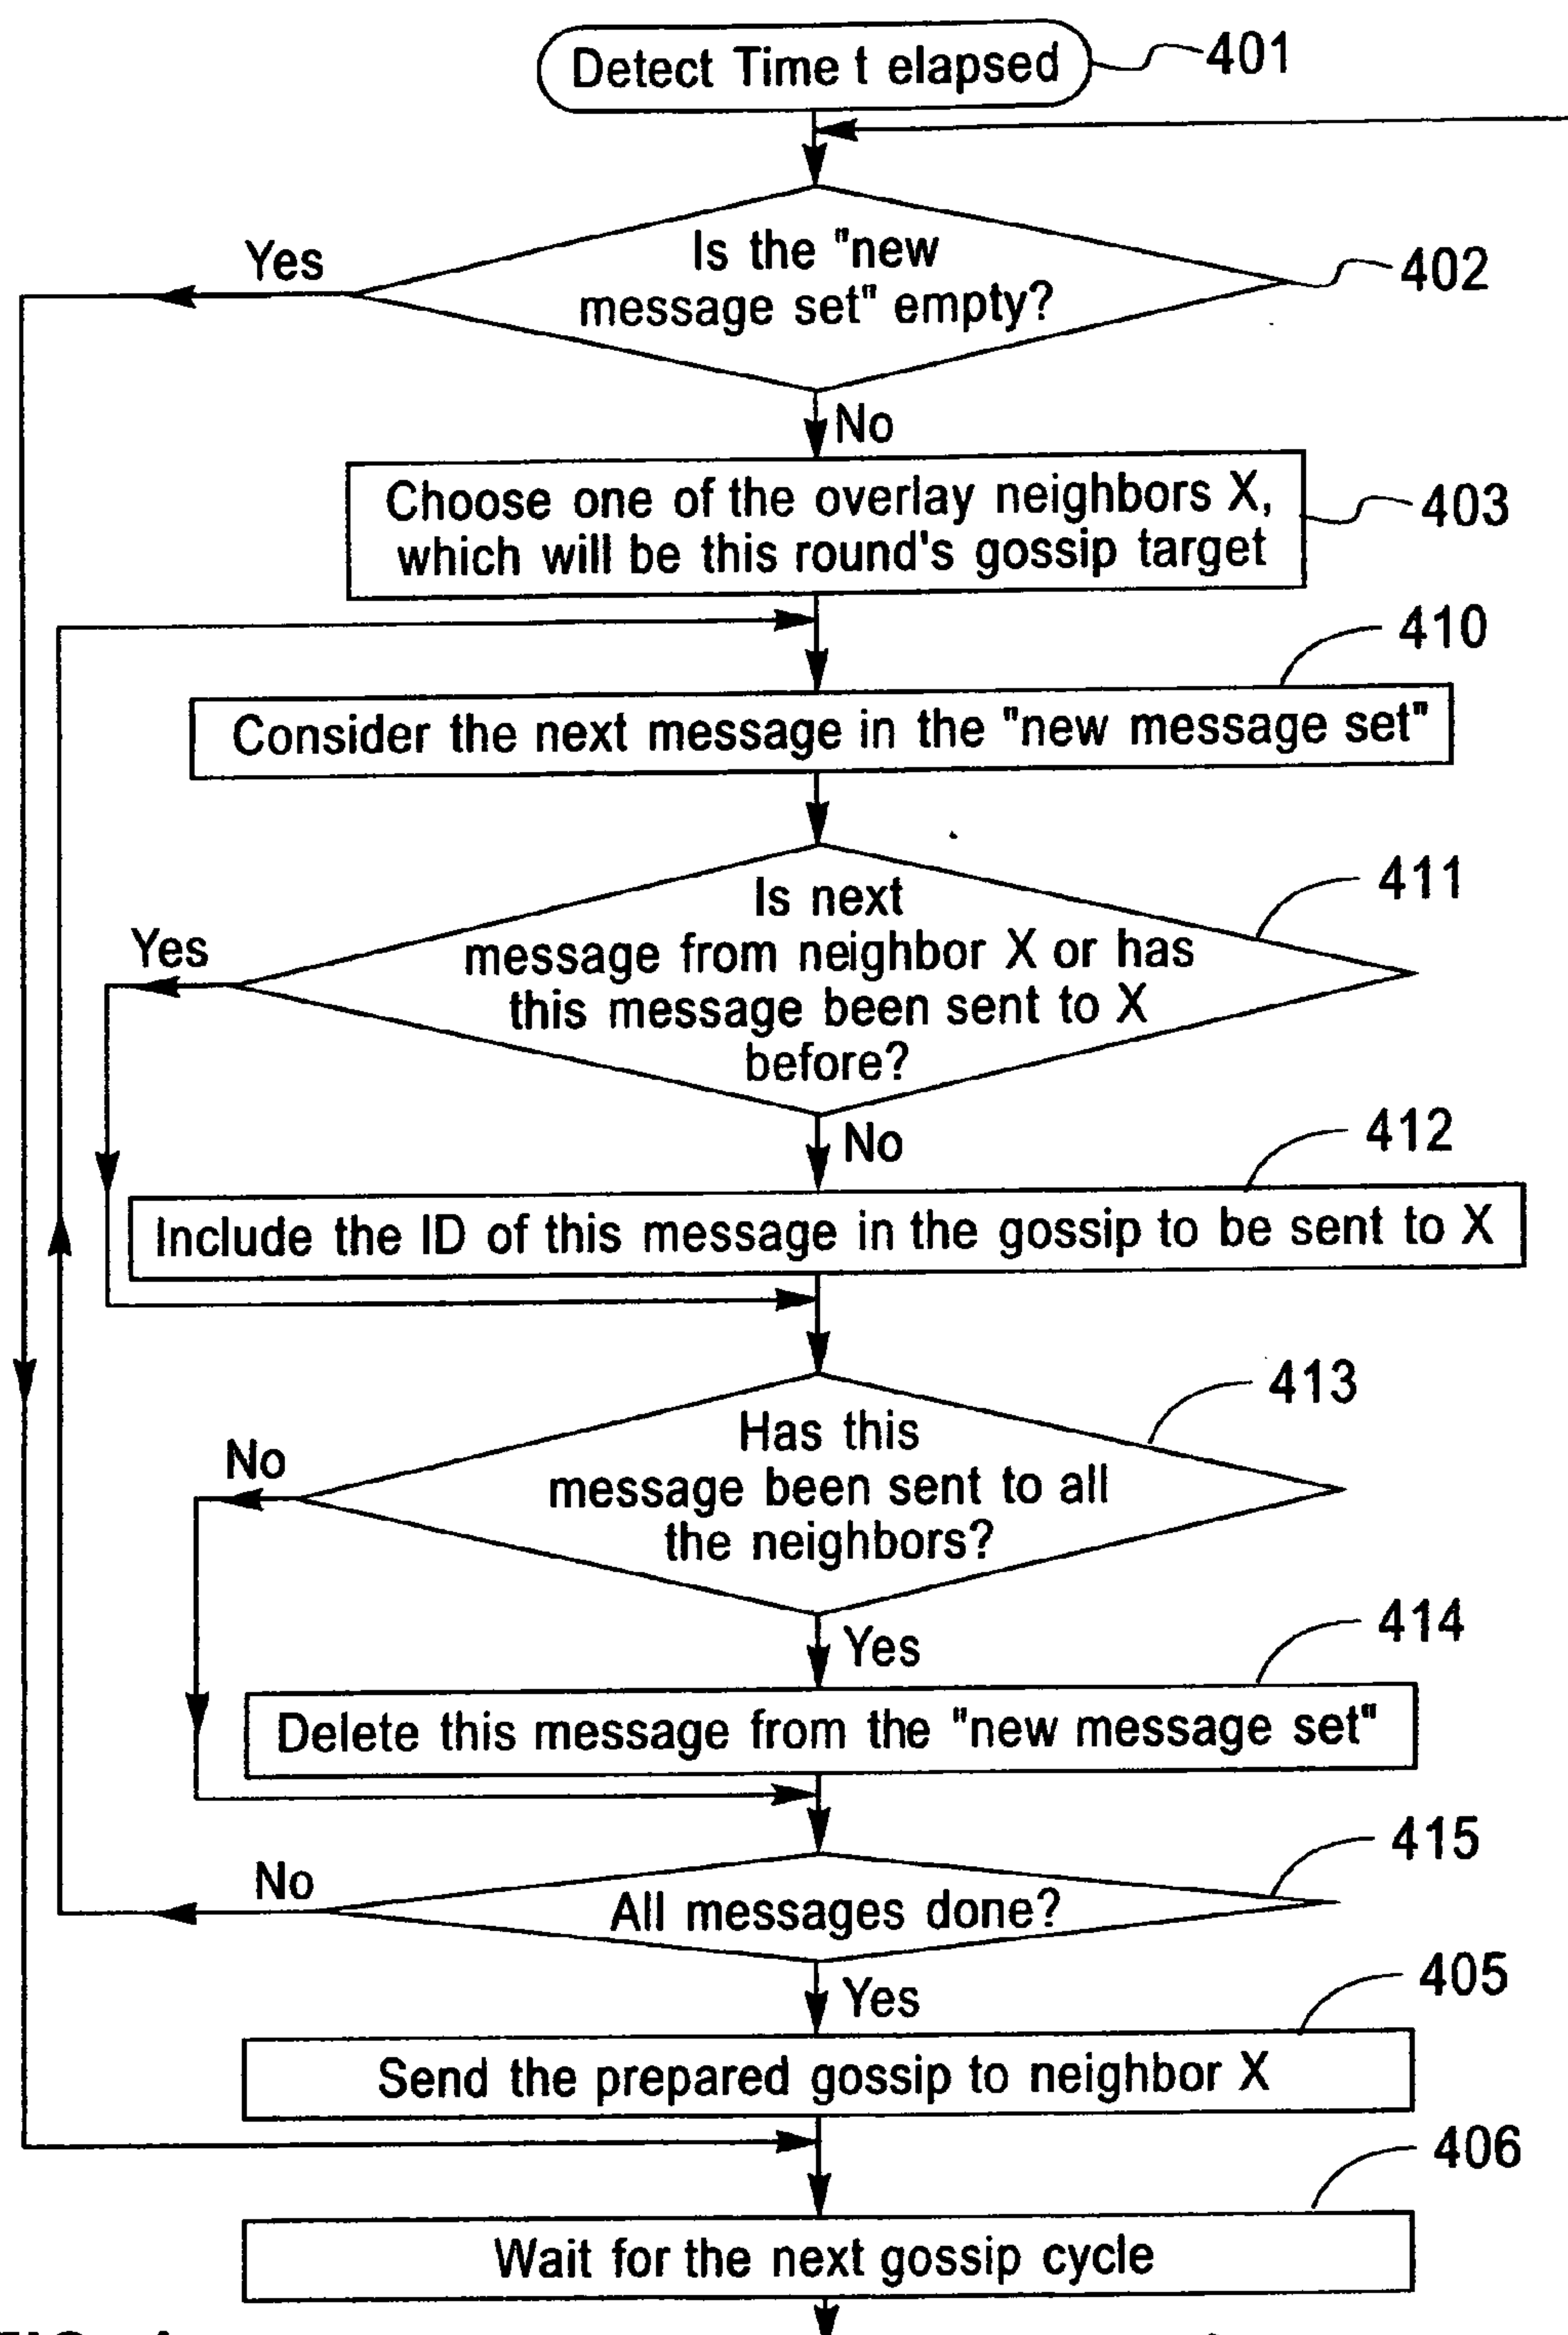 Detect Time t elapsed
401
Is the "new
message set" empty?
402
Yes
No
Choose one of the overlay neighbors X,
which will be this round's gossip target
403
410
Consider the next message in the "new message set"
411
Is next
message from neighbor X or has
this message been sent to X
before?
Yes
No
412
Include the ID of this message in the gossip to be sent to X
413
Has this
message been sent to all
the neighbors?
No
Yes
414
Delete this message from the "new message set"
415
All messages done?
No
Yes
405
Send the prepared gossip to neighbor X
406
Wait for the next gossip cycle